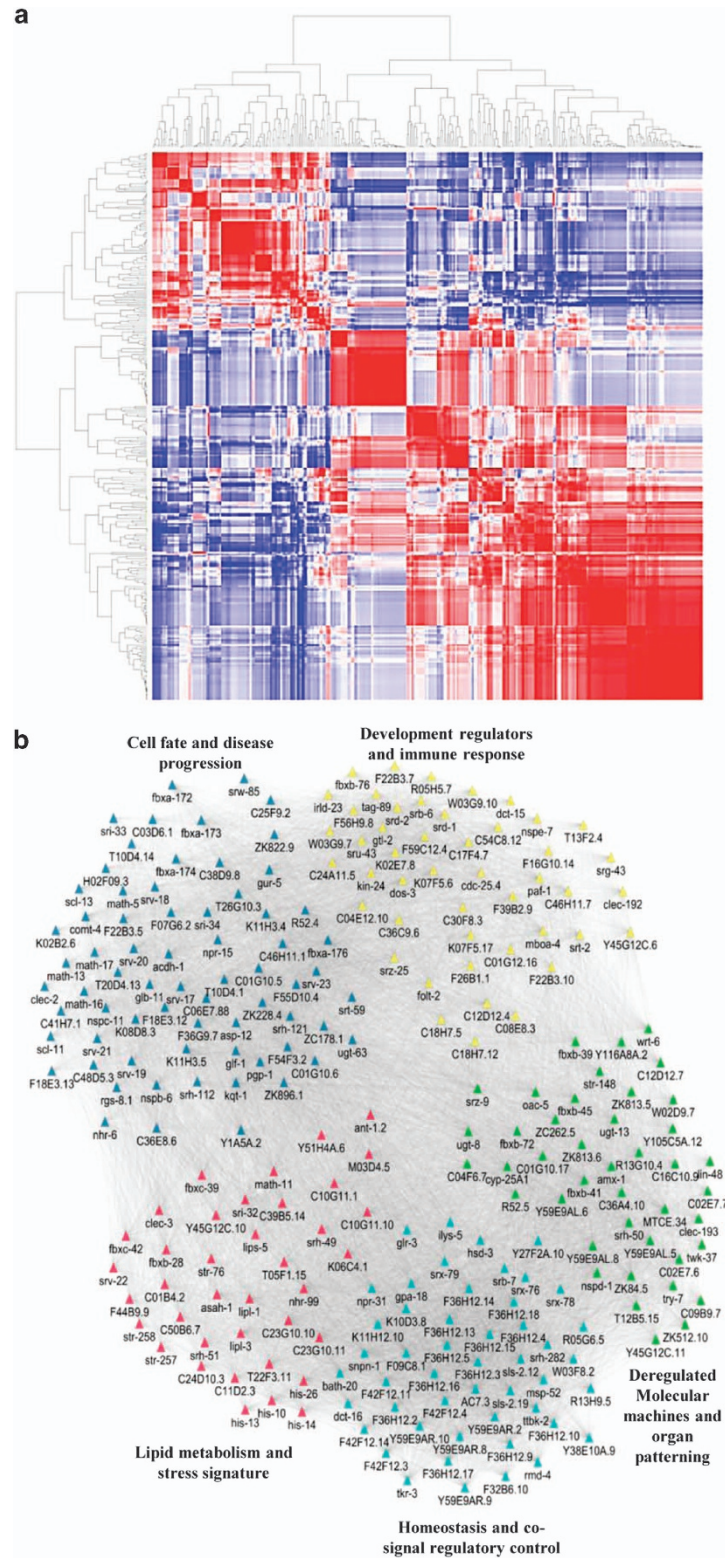 a
b
Cell fate and disease
progression
Development regulators
and immune response
srw-85
fbxa-172
C25F9.2
sri-33
C03D6.1
fbxa-173
T10D4.14
ZK822.9
fbxa-174
C38D9.8
gur-5
H02F09.3
scl-13
math-5
srv-18
T26G10.3
comt-4
F22B3.5
F07G6.2
sri-34
K11H3.4
R52.4
K02B2.6
fbxa-176
math-17
srv-20
npr-15
C46H11.1
math-13
acdh-1
C01G10.5
srv-23
T20D4.13
T10D4.1
F55D10.4
clec-2
math-16
glb-11
srv-17
C06E7.88
srt-59
C41H7.1
nspc-11
F18E3.12
ZK228.4
K08D8.3
F36G9.7
asp-12
srh-121
ZC178.1
scl-11
srv-21
ugt-63
K11H3.5
glf-1
F54F3.2
F18E3.13
C48D5.3
srv-19
pgp-1
C01G10.6
rgs-8.1
nspb-6
srh-112
kqt-1
ZK896.1
nhr-6
C36E8.6
Y1A5A.2
fbxb-76
F22B3.7
R05H5.7
irld-23
tag-89
srb-6
W03G9.10
F56H9.8
srd-2
dct-15
srd-1
nspe-7
W03G9.7
gti-2
C54C8.12
T13F2.4
sru-43
F59C12.4
C17F4.7
C24A11.5
K02E7.8
F16G10.14
srg-43
kin-24
K07F5.6
cdc-25.4
paf-1
dos-3
F39B2.9
C46H11.7
clec-192
C04E12.10
C30F8.3
C36C9.6
mboa-4
srt-2
Y45G12C.6
K07F5.17
C01G12.16
srz-25
F26B1.1
F22B3.10
folt-2
C12D12.4
C18H7.5
C08E8.3
C18H7.12
wrt-6
fbxb-39
Y116A8A.2
C12D12.7
str-148
srz-9
oac-5
fbxb-45
ZK813.5
W02D9.7
ZC262.5
ugt-13
ugt-8
fbxb-72
Y105C5A.12
ZK813.6
C01G10.17
R13G10.4
lin-48
C04F6.7
cyp-25A1
amx-1
C16C10.9
fbxb-41
C36A4.10
C02E7.7
R52.5
Y59E9AL.6
MTCE.34
srh-50
clec-193
Y59E9AL.8
Y59E9AL.5
twk-37
C02E7.6
nspd-1
ZK84.5
try-7
T12B5.15
C09B9.7
ZK512.10
Y45G12C.11
Deregulated
Molecular
machines and
organ
patterning
ant-1.2
Y51H4A.6
M03D4.5
math-11
fbxc-39
C10G11.1
sri-32
C39B5.14
clec-3
Y45G12C.10
C10G11.10
lips-5
srh-49
fbxc-42
fbxb-28
K06C4.1
str-76
T05F1.15
srv-22
C01B4.2
asah-1
lipl-1
nhr-99
F44B9.9
C50B6.7
C23G10.10
str-258
lipl-3
C23G10.11
str-257
srh-51
C24D10.3
T22F3.11
C11D2.3
his-26
his-10
his-13
his-14
Lipid metabolism and
stress signature
glr-3
ilys-5
hsd-3
Y27F2A.10
srx-79
srb-7
srx-76
npr-31
gpa-18
F36H12.14
srx-78
F36H12.18
K10D3.8
K11H12.10
F36H12.13
F36H12.4
R05G6.5
F36H12.15
snpn-1
F09C8.1
F36H12.5
srh-282
F36H12.3
W03F8.2
bath-20
sls-2.12
F36H12.16
AC7.3
msp-52
R13H9.5
F42F12.11
sls-2.19
dct-16
F42F12.4
ttbk-2
F36H12.2
Y59E9AR.2
F36H12.10
F42F12.14
Y59E9AR.10
Y59E9AR.8
Y38E10A.9
F36H12.9
F42F12.3
F36H12.17
rmd-4
tkr-3
F32B6.10
Y59E9AR.9
Homeostasis and co-
signal regulatory control